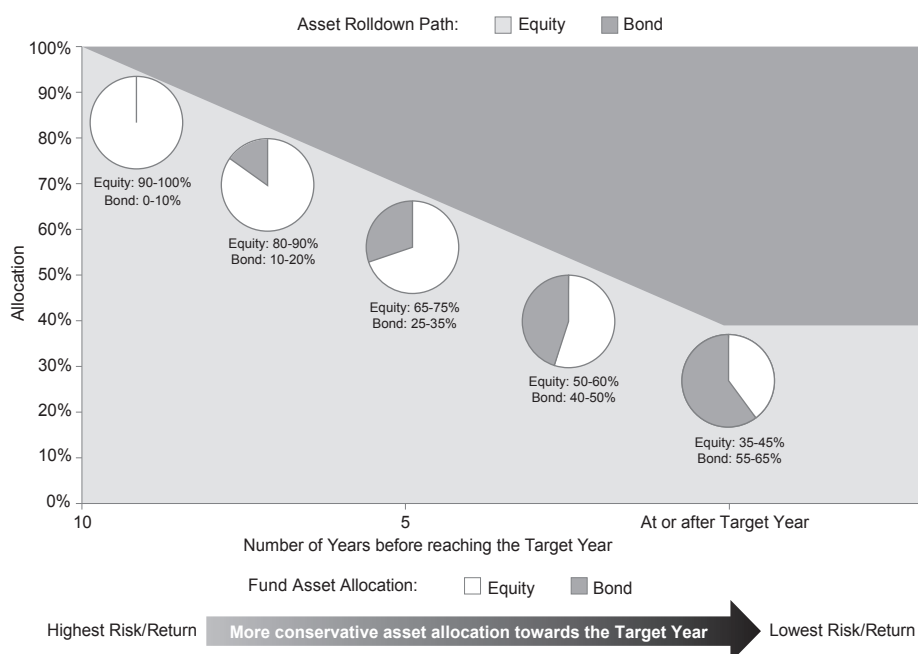 Asset Rolldown Path: Equity Bond
100%
90%
80%
70%
60%
50%
40%
30%
20%
10%
0%
Allocation
Equity: 90-100%
Bond: 0-10%
Equity: 80-90%
Bond: 10-20%
Equity: 65-75%
Bond: 25-35%
Equity: 50-60%
Bond: 40-50%
Equity: 35-45%
Bond: 55-65%
10 5 At or after Target Year
Number of Years before reaching the Target Year
Fund Asset Allocation: Equity Bond
Highest Risk/Return More conservative asset allocation towards the Target Year Lowest Risk/Return